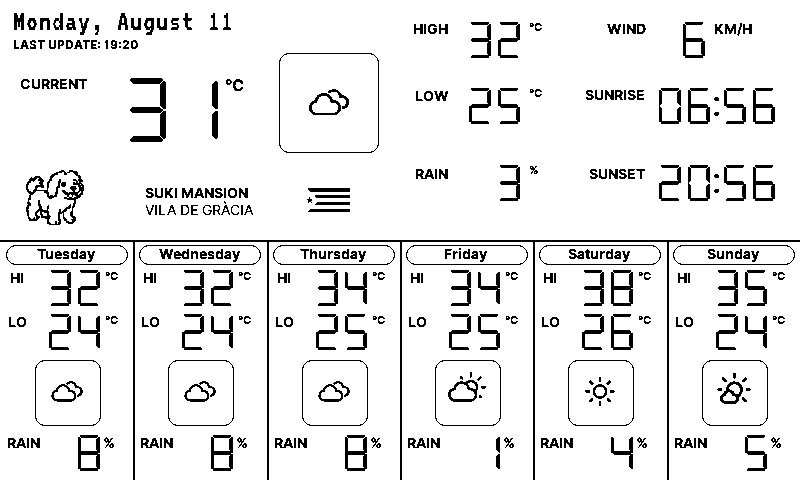 Monday, August 11
LAST UPDATE: 19:20
CURRENT 31 °C
HIGH 32 °C
LOW 25 °C
RAIN 3 %
WIND 6 KM/H
SUNRISE 06:56
SUNSET 20:56
SUKI MANSION
VILA DE GRÀCIA
Tuesday
HI 32 °C
LO 24 °C
RAIN 8 %
Wednesday
HI 32 °C
LO 24 °C
RAIN 8 %
Thursday
HI 34 °C
LO 25 °C
RAIN 8 %
Friday
HI 34 °C
LO 25 °C
RAIN 1 %
Saturday
HI 38 °C
LO 26 °C
RAIN 4 %
Sunday
HI 35 °C
LO 24 °C
RAIN 5 %